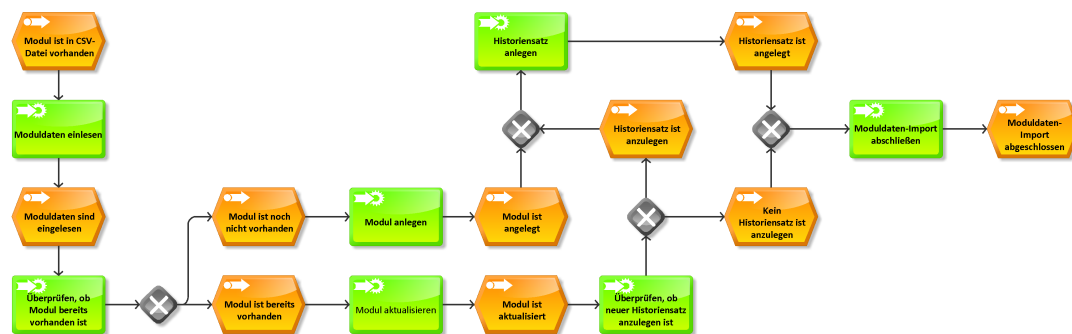 Modul ist in CSV-
Datei vorhanden
Moduldaten einlesen
Moduldaten sind
eingelesen
Überprüfen, ob
Modul bereits
vorhanden ist
Modul ist noch
nicht vorhanden
Modul anlegen
Modul ist
angelegt
Modul ist bereits
vorhanden
Modul aktualisieren
Modul ist
aktualisiert
Überprüfen, ob
neuer Historiensatz
anzulegen ist
Historiensatz ist
anzulegen
Kein
Historiensatz ist
anzulegen
Historiensatz
anlegen
Historiensatz ist
angelegt
Moduldaten-Import
abschließen
Moduldaten-
Import
abgeschlossen